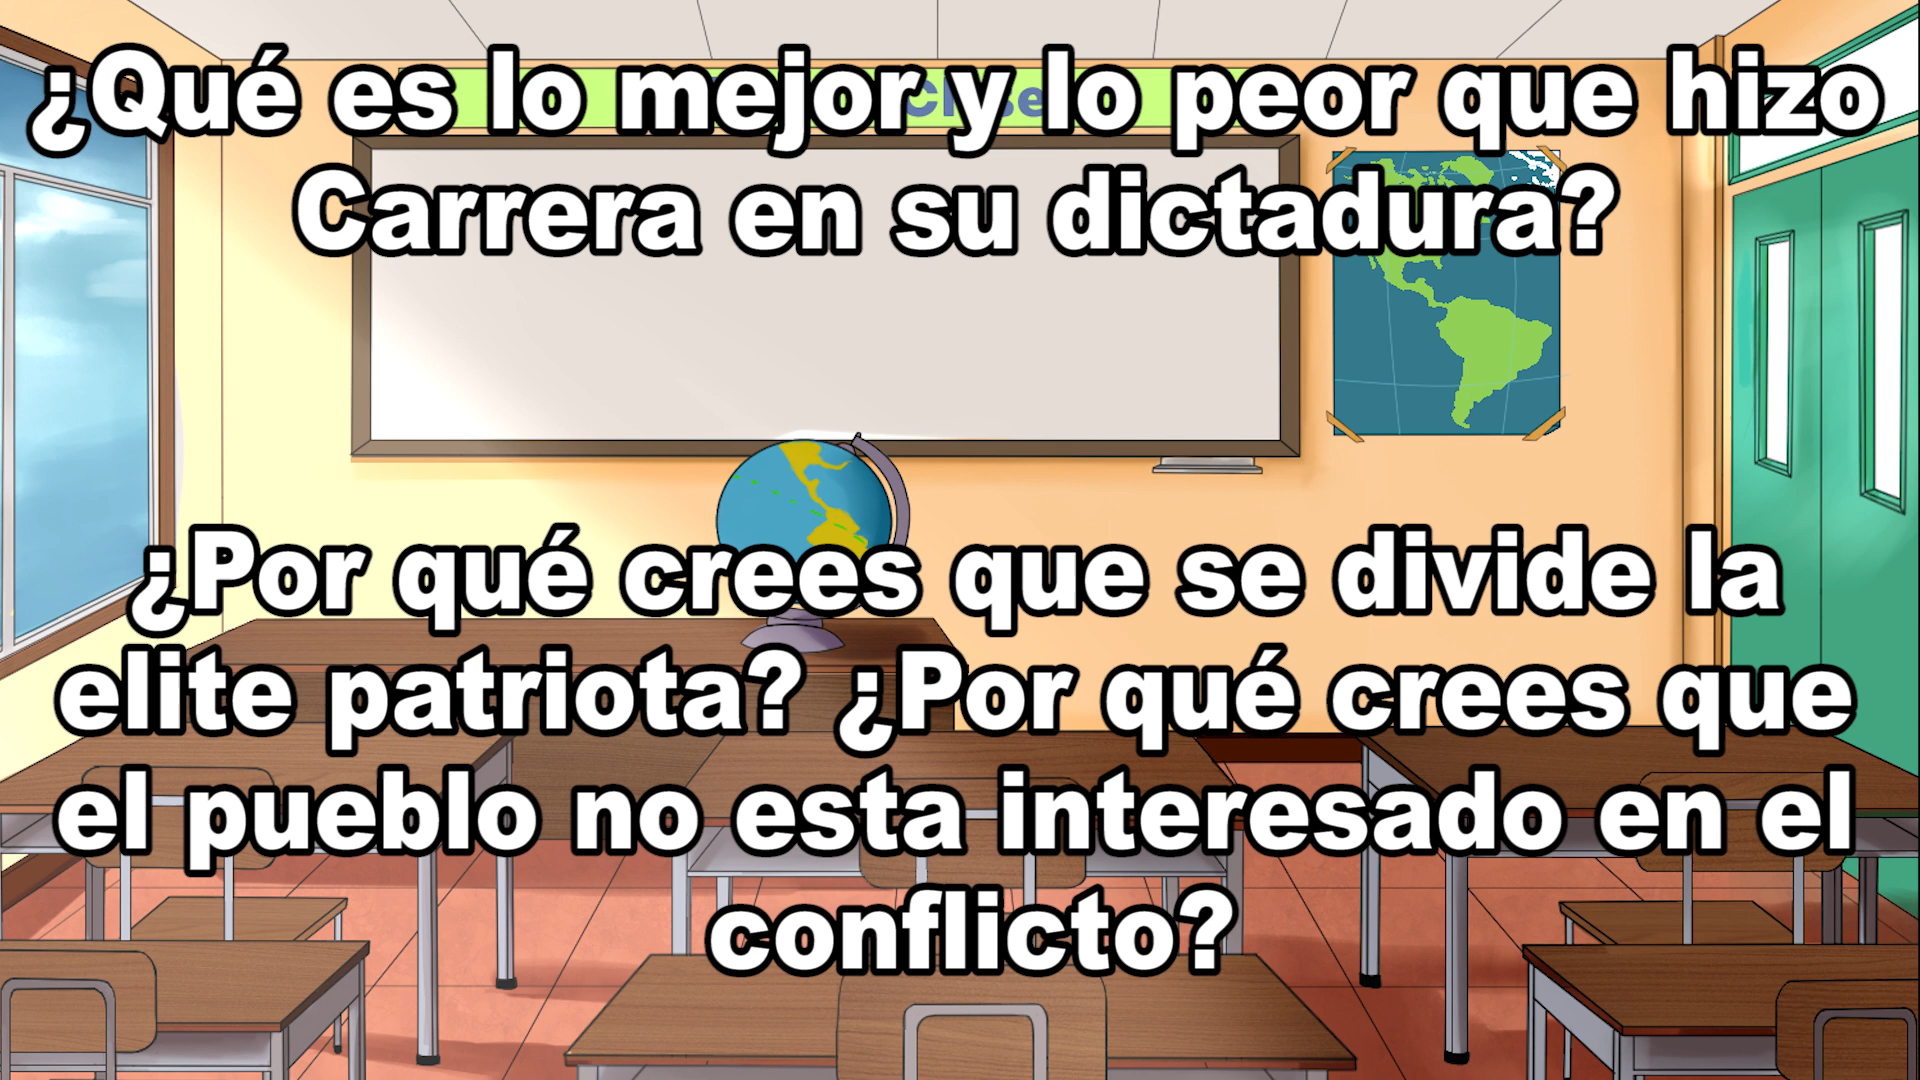 ¿Qué es lo mejor y lo peor que hizo
Carrera en su dictadura?
¿Por qué crees que se divide la
elite patriota? ¿Por qué crees que
el pueblo no esta interesado en el
conflicto?